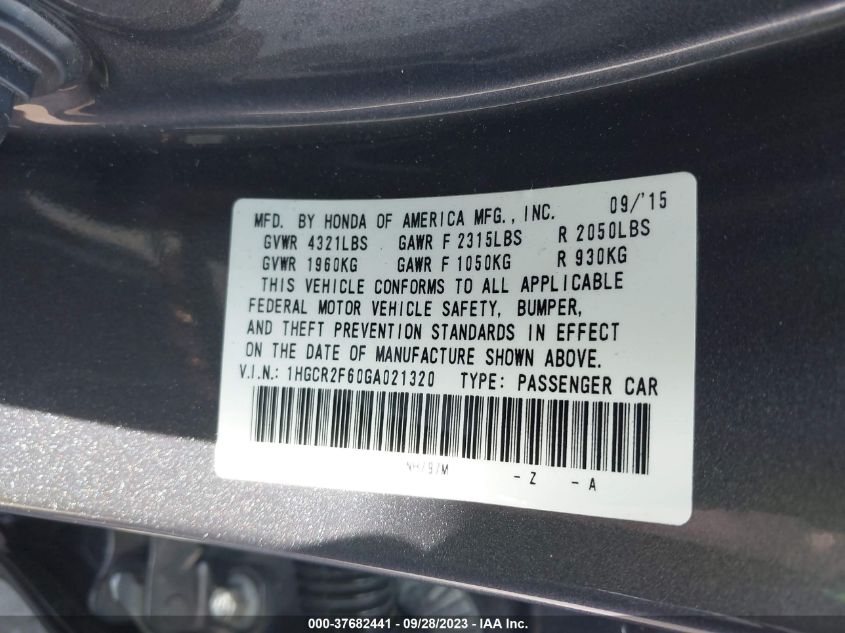 MFD. BY HONDA OF AMERICA MFG., INC. 09/'15
GVWR 4321LBS GAWR F 2315LBS R 2050LBS
GVWR 1960KG GAWR F 1050KG R 930KG
THIS VEHICLE CONFORMS TO ALL APPLICABLE
FEDERAL MOTOR VEHICLE SAFETY, BUMPER,
AND THEFT PREVENTION STANDARDS IN EFFECT
ON THE DATE OF MANUFACTURE SHOWN ABOVE.
V.I.N.: 1HGCR2F60GA021320 TYPE: PASSENGER CAR
NH797M -Z -A
000-37682441 - 09/28/2023 - IAAI.com